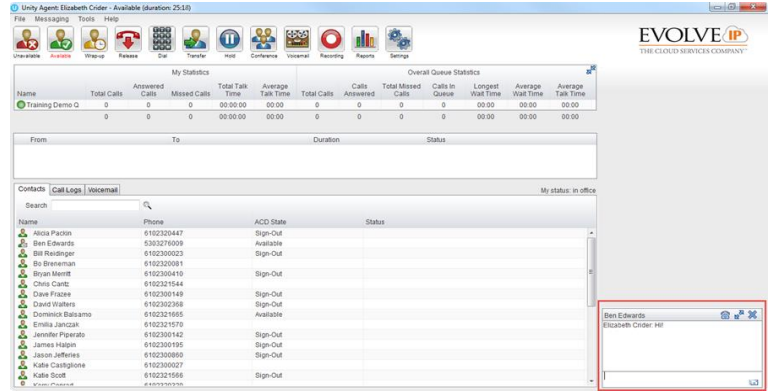 Unity Agent: Elizabeth Crider - Available (duration: 25:18)
File Messaging Tools Help
Unavailable Available Wrap-up Release Dial Transfer Hold Conference Voicemail Recording Reports Settings
EVOLVE IP
THE CLOUD SERVICES COMPANY
My Statistics Overall Queue Statistics
Name Total Calls Answered Calls Missed Calls Total Talk Time Average Talk Time Total Calls Calls Answered Total Missed Calls Calls In Queue Longest Wait Time Average Wait Time Average Talk Time
Training Demo Q 0 0 0 00:00:00 00:00 0 0 0 0 00:00 00:00 00:00
0 0 0 00:00:00 00:00 0 0 0 0 00:00 00:00 00:00
From To Duration Status
Contacts Call Logs Voicemail My status: in office
Search
Name Phone ACD State Status
Alicia Packin 6102320447 Sign-Out
Ben Edwards 5303276009 Available
Bill Reidinger 6102300023 Sign-Out
Bo Breneman 6102320081
Bryan Merritt 6102300410 Sign-Out
Chris Cantz 6102321544
Dave Frazee 6102300149 Sign-Out
David Walters 6102302368 Sign-Out
Dominick Balsamo 6102321665 Available
Emilia Janczak 6102321570
Jennifer Piperato 6102300142 Sign-Out
James Halpin 6102300195 Sign-Out
Jason Jefferies 6102300860 Sign-Out
Katie Castiglione 6102300027
Katie Scott 6102321566 Sign-Out
Ben Edwards
Elizabeth Crider: Hi!